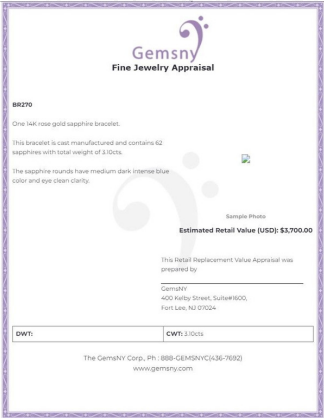 Gemsny
Fine Jewelry Appraisal
BR270
One 14K rose gold sapphire bracelet.
This bracelet is cast manufactured and contains 62
sapphires with total weight of 3.10cts.
The sapphire rounds have medium dark intense blue
color and eye clean clarity.
Sample Photo
Estimated Retail Value (USD): $3,700.00
This Retail Replacement Value Appraisal was
prepared by
GemsNY
400 Kelby Street, Suite#1600,
Fort Lee, NJ 07024
DWT: CWT: 3.10cts
The GemsNY Corp., Ph : 888-GEMSNYC(436-7692)
www.gemsny.com